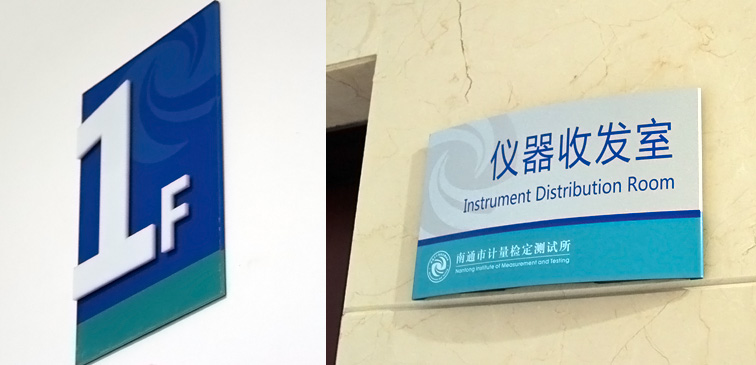 1F
仪器收发室
Instrument Distribution Room
南通市计量检定测试所
Nantong Institute of Measurement and Testing